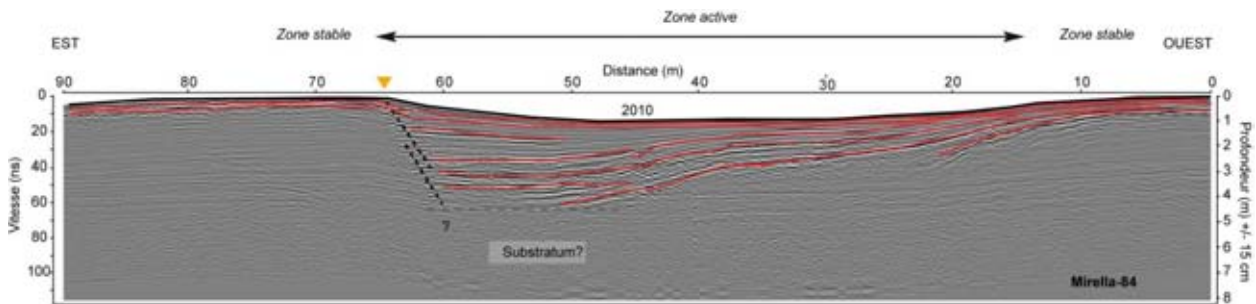 Zone active
Zone stable
Zone stable
EST
OUEST
Distance (m)
90 80 70 60 50 40 30 20 10 0
2010
Vitesse (ns)
0
20
40
60
80
100
Profondeur (m) +/- 15 cm
0
1
2
3
4
5
6
7
8
?
Substratum?
Mirella-84